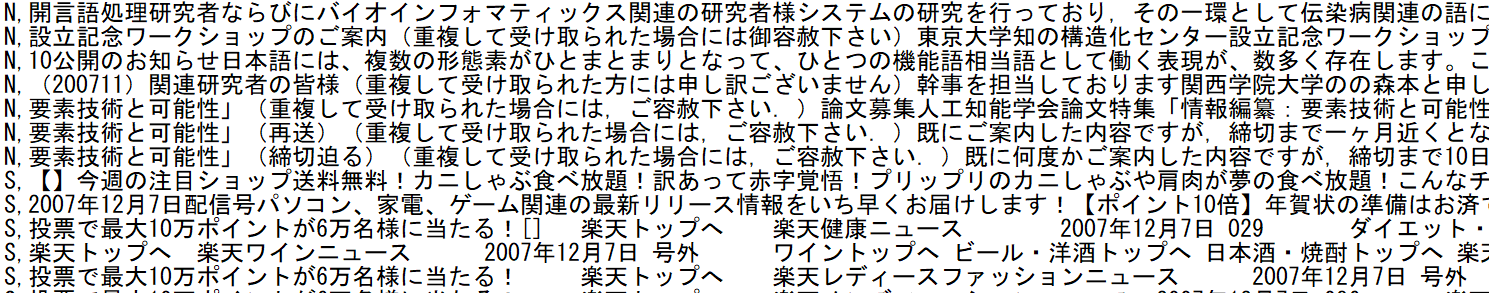 N,開言語処理研究者ならびにバイオインフォマティックス関連の研究者様システムの研究を行っており，その一環として伝染病関連の語に
N,設立記念ワークショップのご案内（重複して受け取られた場合には御容赦下さい）東京大学知の構造化センター設立記念ワークショップ
N,10公開のお知らせ日本語には、複数の形態素がひとまとまりとなって、ひとつの機能語相当語として働く表現が、数多く存在します。こ
N,（200711）関連研究者の皆様（重複して受け取られた方には申し訳ございません）幹事を担当しております関西学院大学のの森本と申し
N,要素技術と可能性」（重複して受け取られた場合には，ご容赦下さい．）論文募集人工知能学会論文特集「情報編纂：要素技術と可能性
N,要素技術と可能性」（再送）（重複して受け取られた場合には，ご容赦下さい．）既にご案内した内容ですが，締切まで一ヶ月近くとな
N,要素技術と可能性」（締切迫る）（重複して受け取られた場合には，ご容赦下さい．）既に何度かご案内した内容ですが，締切まで10日
S,【】今週の注目ショップ送料無料！カニしゃぶ食べ放題！訳あって赤字覚悟！プリップリのカニしゃぶや肩肉が夢の食べ放題！こんなチ
S,2007年12月7日配信号パソコン、家電、ゲーム関連の最新リリース情報をいち早くお届けします！【ポイント10倍】年賀状の準備はお済で
S,投票で最大10万ポイントが6万名様に当たる！[] 楽天トップへ 楽天健康ニュース 2007年12月7日 029 ダイエット・
S,楽天トップへ 楽天ワインニュース 2007年12月7日 号外 ワイントップへ ビール・洋酒トップへ 日本酒・焼酎トップへ 楽天
S,投票で最大10万ポイントが6万名様に当たる！ 楽天トップへ 楽天レディースファッションニュース 2007年12月7日 号外